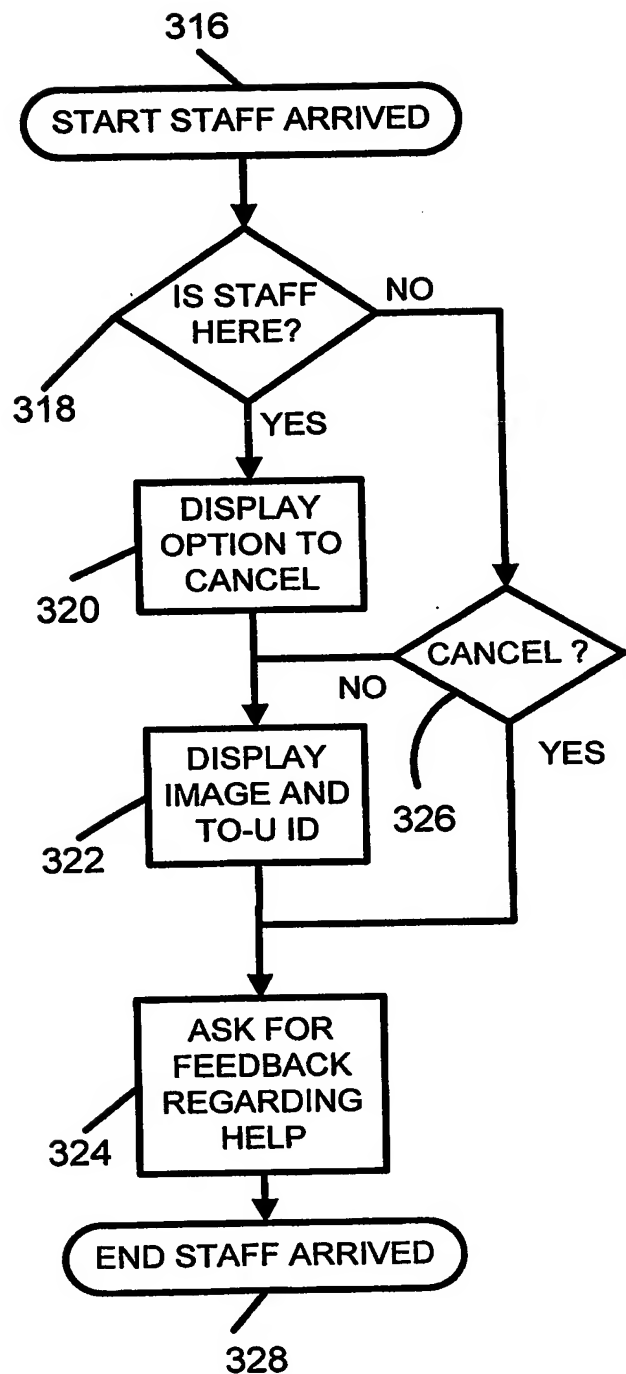 316
START STAFF ARRIVED
IS STAFF
HERE?
NO
318
YES
DISPLAY
OPTION TO
CANCEL
320
CANCEL ?
NO
YES
326
DISPLAY
IMAGE AND
TO-U ID
322
ASK FOR
FEEDBACK
REGARDING
HELP
324
END STAFF ARRIVED
328